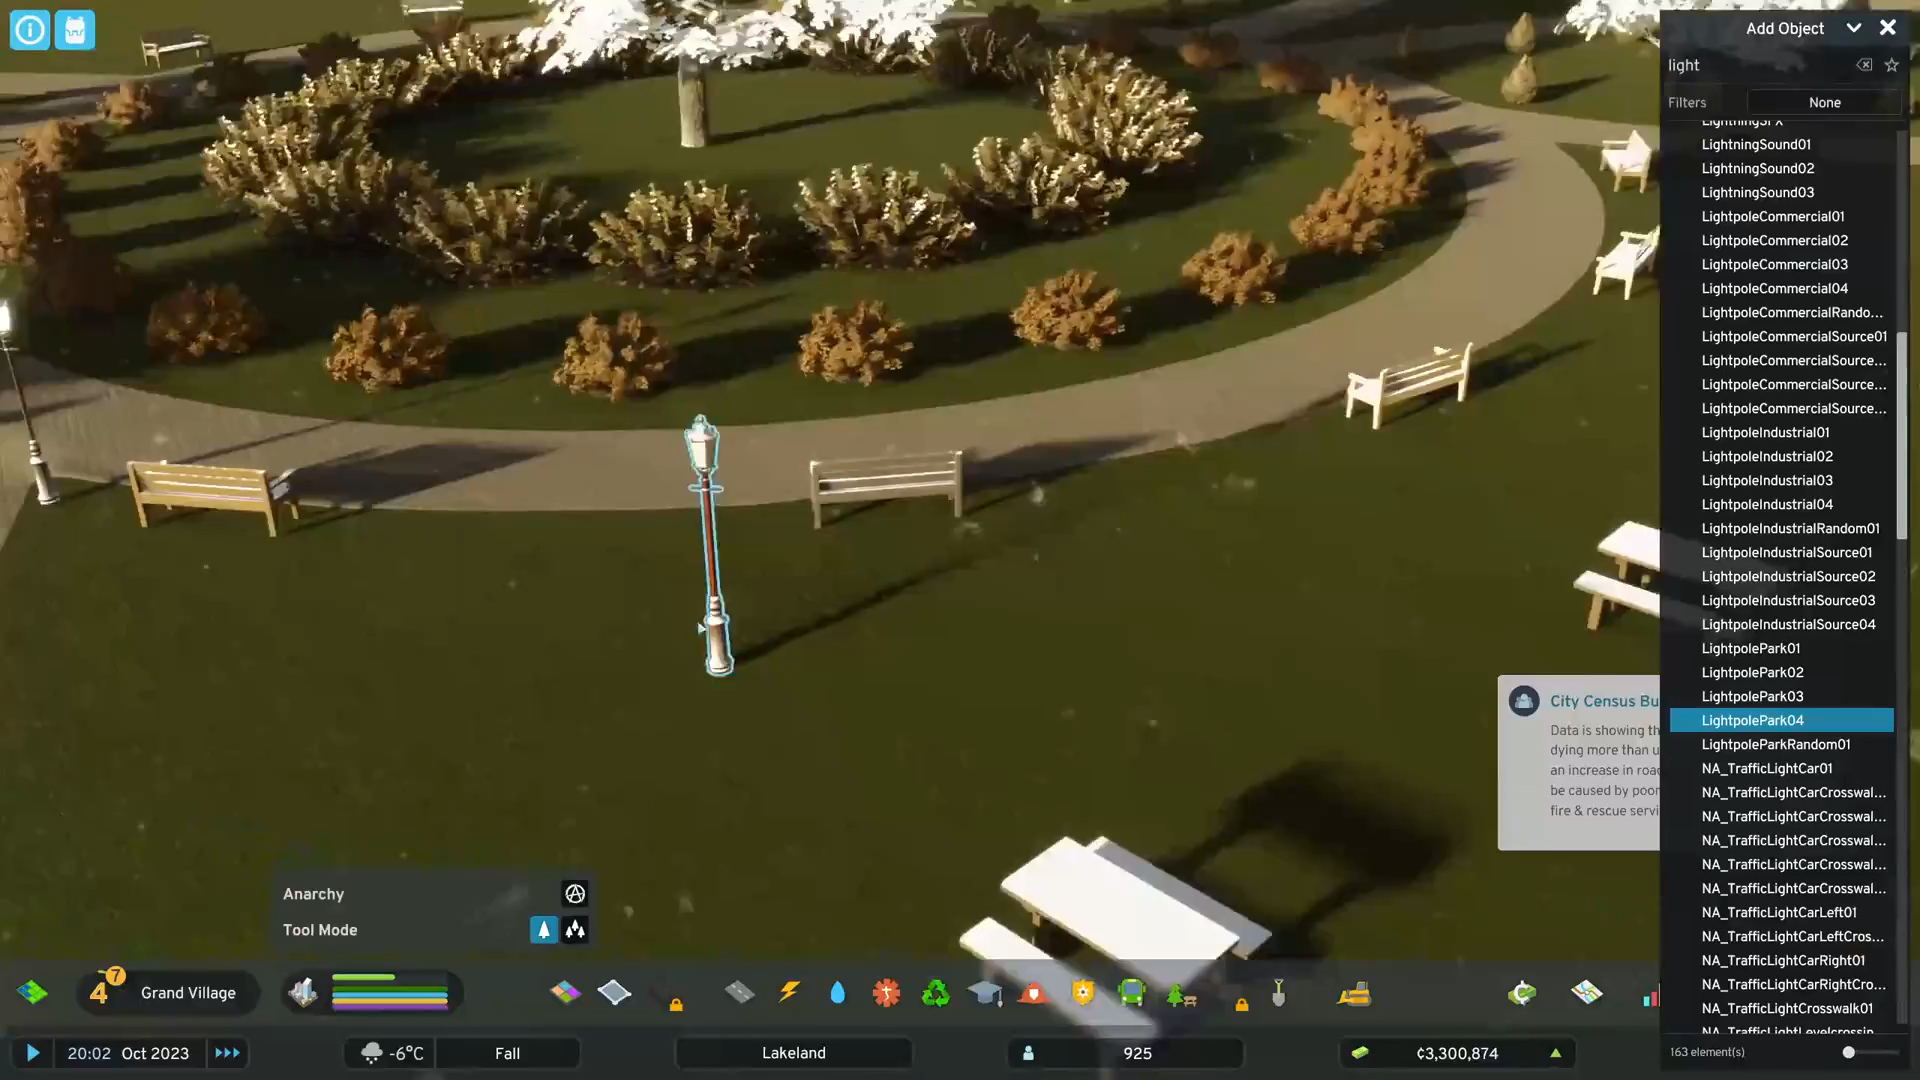 Add Object
light
Filters
None
LightningSFX
LightningSound01
LightningSound02
LightningSound03
LightpoleCommercial01
LightpoleCommercial02
LightpoleCommercial03
LightpoleCommercial04
LightpoleCommercialRando...
LightpoleCommercialSource01
LightpoleCommercialSource...
LightpoleCommercialSource...
LightpoleCommercialSource...
LightpoleIndustrial01
LightpoleIndustrial02
LightpoleIndustrial03
LightpoleIndustrial04
LightpoleIndustrialRandom01
LightpoleIndustrialSource01
LightpoleIndustrialSource02
LightpoleIndustrialSource03
LightpoleIndustrialSource04
LightpolePark01
LightpolePark02
LightpolePark03
LightpolePark04
LightpoleParkRandom01
NA_TrafficLightCar01
NA_TrafficLightCarCrosswal...
NA_TrafficLightCarCrosswal...
NA_TrafficLightCarCrosswal...
NA_TrafficLightCarCrosswal...
NA_TrafficLightCarCrosswal...
NA_TrafficLightCarLeft01
NA_TrafficLightCarLeftCros...
NA_TrafficLightCarRight01
NA_TrafficLightCarRightCro...
NA_TrafficLightCrosswalk01
NA_TrafficLightLevelcrossin
163 element(s)
City Census Bu
Data is showing th
dying more than u
an increase in roa
be caused by poor
fire & rescue servi
Anarchy
Tool Mode
4
7
Grand Village
20:02 Oct 2023
-6°C
Fall
Lakeland
925
¢3,300,874